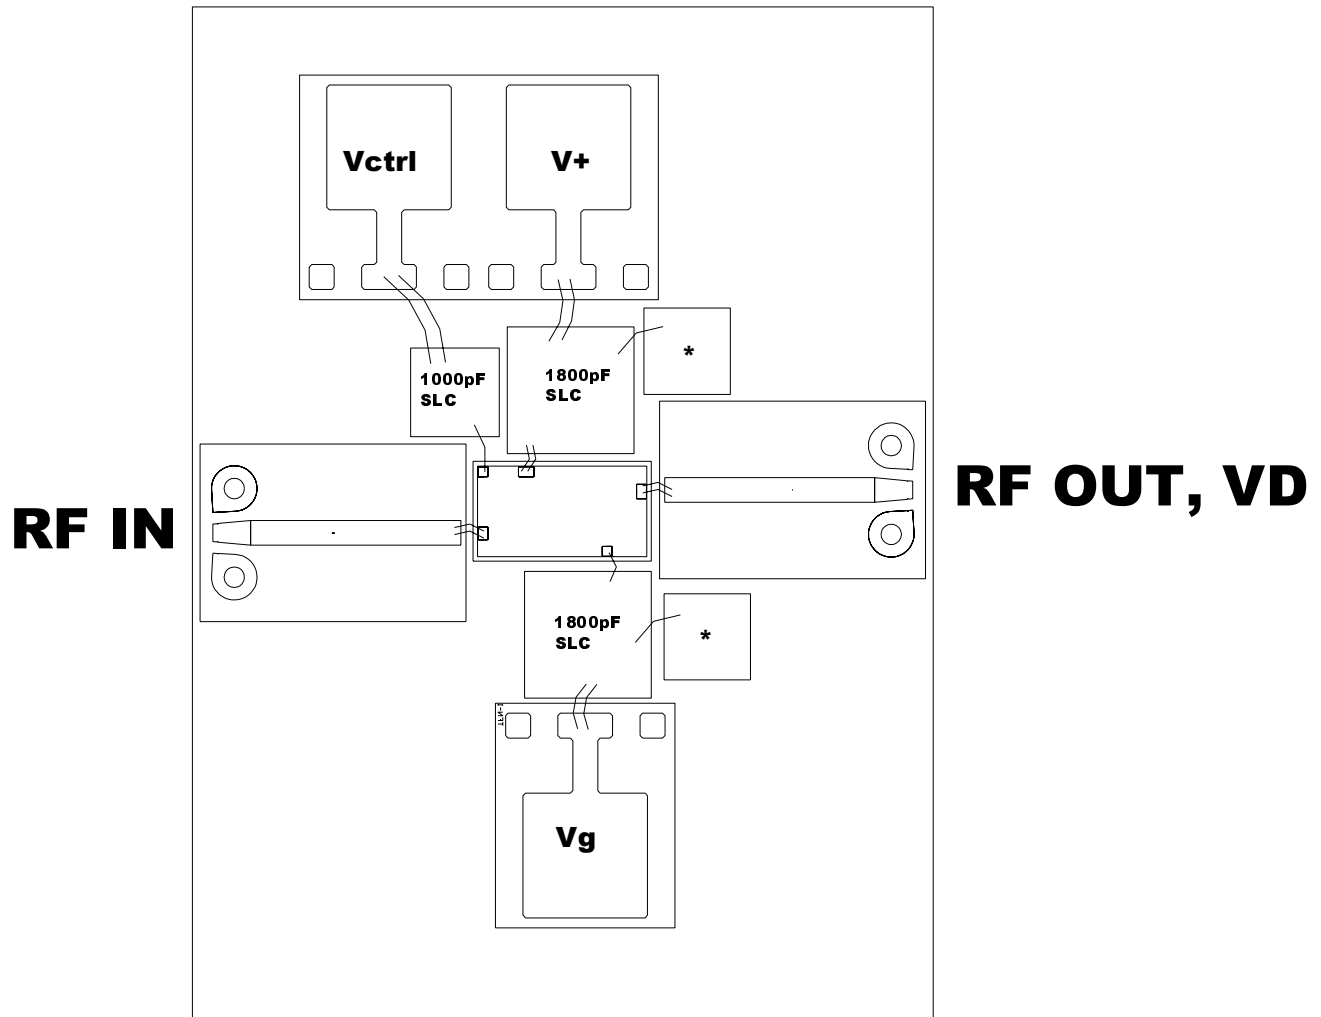 Vctrl
V+
*
1000pF
SLC
1800pF
SLC
RF IN
RF OUT, VD
1800pF
SLC
*
Vg